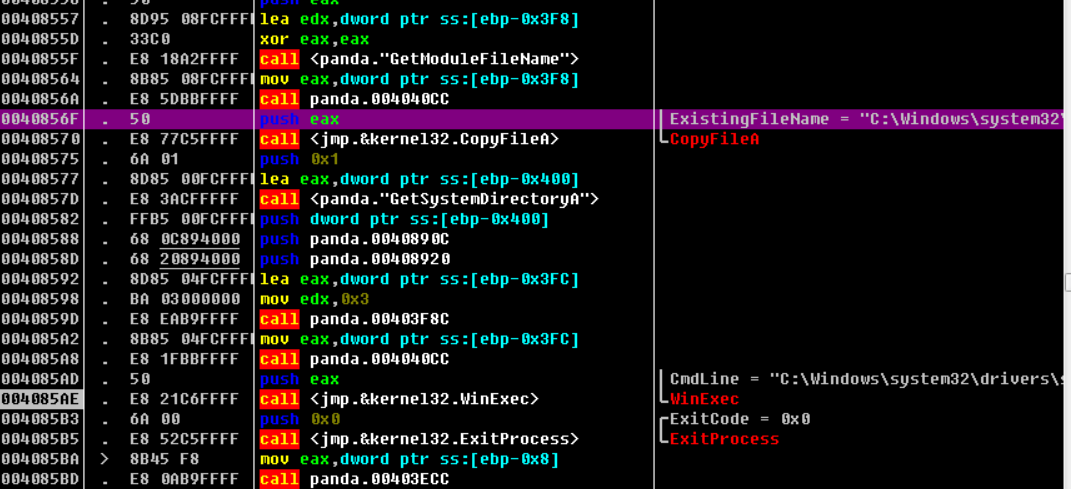 00408557 . 8D95 08FCFFF lea edx,dword ptr ss:[ebp-0x3F8]
0040855D . 33C0 xor eax,eax
0040855F . E8 18A2FFFF call <panda."GetModuleFileName">
00408564 . 8B85 08FCFFF mov eax,dword ptr ss:[ebp-0x3F8]
0040856A . E8 5DBBFFFF call panda.004040CC
0040856F . 50 push eax ExistingFileName = "C:\Windows\system32\
00408570 . E8 77C5FFFF call <jmp.&kernel32.CopyFileA> CopyFileA
00408575 . 6A 01 push 0x1
00408577 . 8D85 00FCFFF lea eax,dword ptr ss:[ebp-0x400]
0040857D . E8 3ACFFFFF call <panda."GetSystemDirectoryA">
00408582 . FFB5 00FCFFF push dword ptr ss:[ebp-0x400]
00408588 . 68 0C894000 push panda.0040890C
0040858D . 68 20894000 push panda.00408920
00408592 . 8D85 04FCFFF lea eax,dword ptr ss:[ebp-0x3FC]
00408598 . BA 03000000 mov edx,0x3
0040859D . E8 EAB9FFFF call panda.00403F8C
004085A2 . 8B85 04FCFFF mov eax,dword ptr ss:[ebp-0x3FC]
004085A8 . E8 1FBBFFFF call panda.004040CC
004085AD . 50 push eax CmdLine = "C:\Windows\system32\drivers\s
004085AE . E8 21C6FFFF call <jmp.&kernel32.WinExec> WinExec
004085B3 . 6A 00 push 0x0 ExitCode = 0x0
004085B5 . E8 52C5FFFF call <jmp.&kernel32.ExitProcess> ExitProcess
004085BA > 8B45 F8 mov eax,dword ptr ss:[ebp-0x8]
004085BD . E8 0AB9FFFF call panda.00403ECC